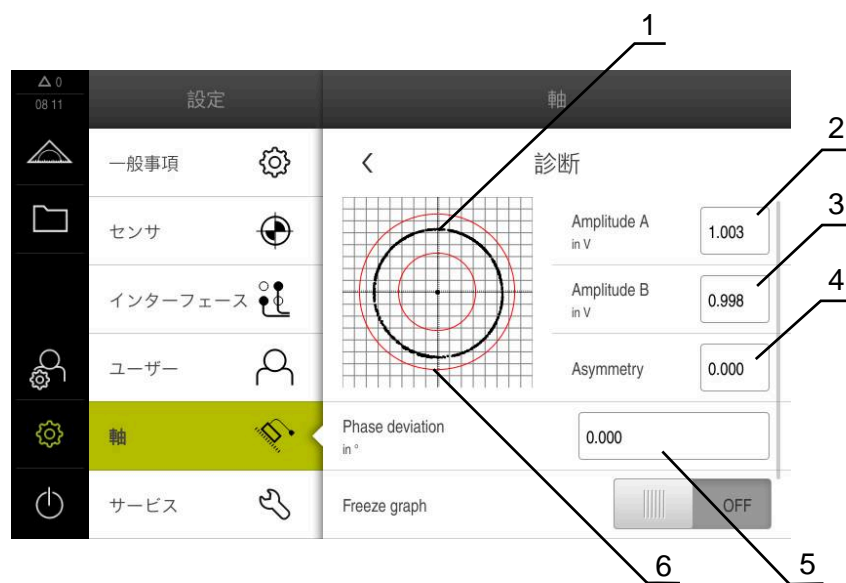 1
△ 0
08 11
設定
軸
一般事項
診断
センサ
インターフェース
ユーザー
軸
サービス
Amplitude A
in V
1.003
2
Amplitude B
in V
0.998
3
Asymmetry
0.000
4
Phase deviation
in °
0.000
Freeze graph
OFF
6
5